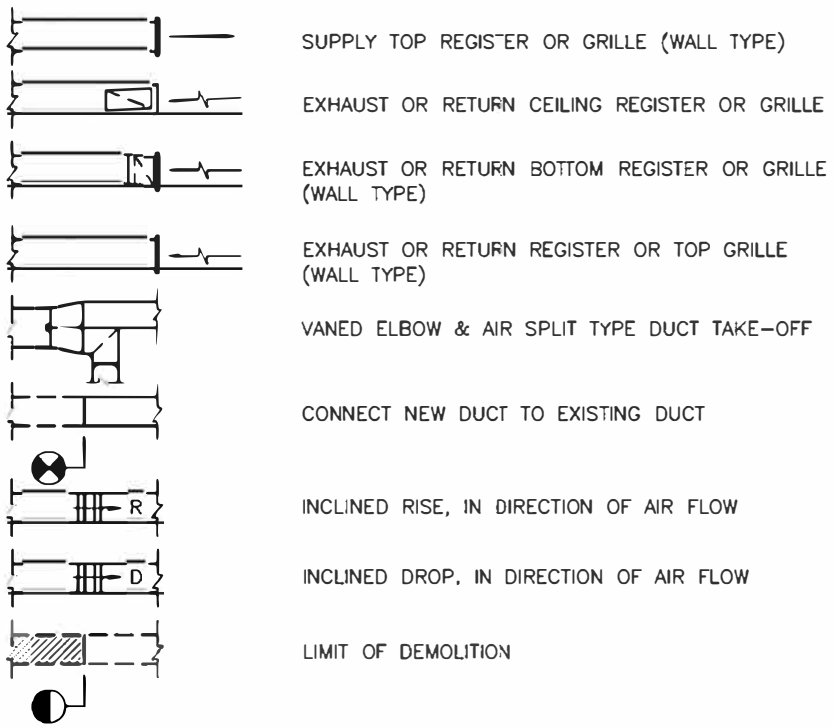 SUPPLY TOP REGISTER OR GRILLE (WALL TYPE)
EXHAUST OR RETURN CEILING REGISTER OR GRILLE
EXHAUST OR RETURN BOTTOM REGISTER OR GRILLE
(WALL TYPE)
EXHAUST OR RETURN REGISTER OR TOP GRILLE
(WALL TYPE)
VANED ELBOW & AIR SPLIT TYPE DUCT TAKE-OFF
CONNECT NEW DUCT TO EXISTING DUCT
R
INCLINED RISE, IN DIRECTION OF AIR FLOW
D
INCLINED DROP, IN DIRECTION OF AIR FLOW
LIMIT OF DEMOLITION